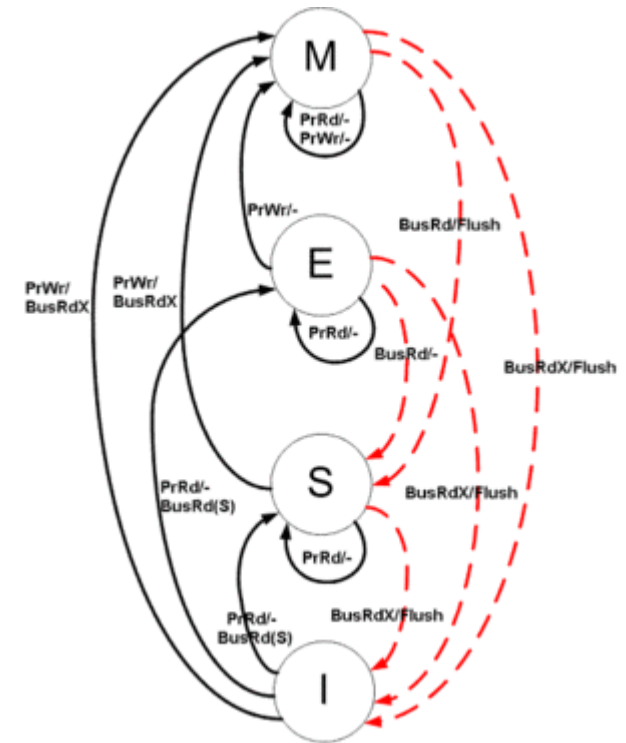 M
PrRd/-
PrWr/-
PrWr/-
BusRd/Flush
E
PrWr/
BusRdX
PrWr/
BusRdX
PrRd/-
BusRd/-
BusRdX/Flush
S
PrRd/-
BusRd(S)
BusRdX/Flush
PrRd/-
PrRd/-
BusRd(S)
BusRdX/Flush
I